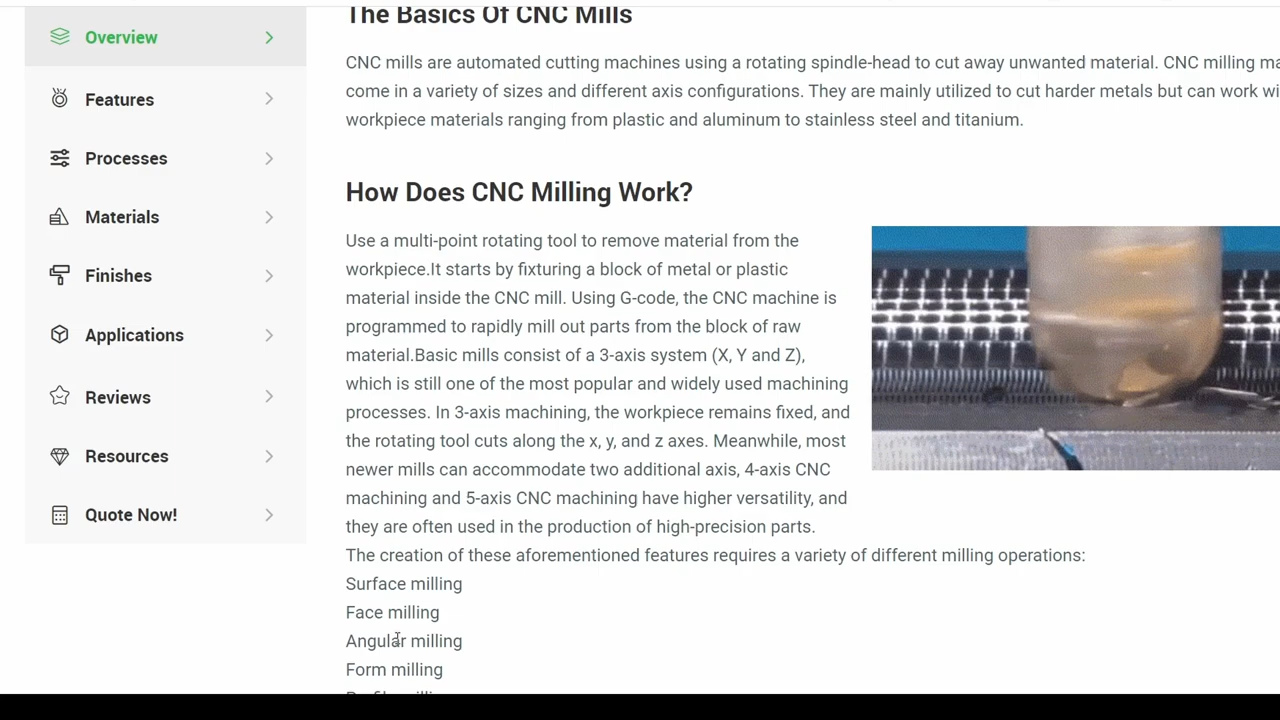 Overview
Features
Processes
Materials
Finishes
Applications
Reviews
Resources
Quote Now!
The Basics Of CNC Mills
CNC mills are automated cutting machines using a rotating spindle-head to cut away unwanted material. CNC milling
come in a variety of sizes and different axis configurations. They are mainly utilized to cut harder metals but can work
workpiece materials ranging from plastic and aluminum to stainless steel and titanium.
How Does CNC Milling Work?
Use a multi-point rotating tool to remove material from the
workpiece.It starts by fixturing a block of metal or plastic
material inside the CNC mill. Using G-code, the CNC machine is
programmed to rapidly mill out parts from the block of raw
material.Basic mills consist of a 3-axis system (X, Y and Z),
which is still one of the most popular and widely used machining
processes. In 3-axis machining, the workpiece remains fixed, and
the rotating tool cuts along the x, y, and z axes. Meanwhile, most
newer mills can accommodate two additional axis, 4-axis CNC
machining and 5-axis CNC machining have higher versatility, and
they are often used in the production of high-precision parts.
The creation of these aforementioned features requires a variety of different milling operations:
Surface milling
Face milling
Angular milling
Form milling